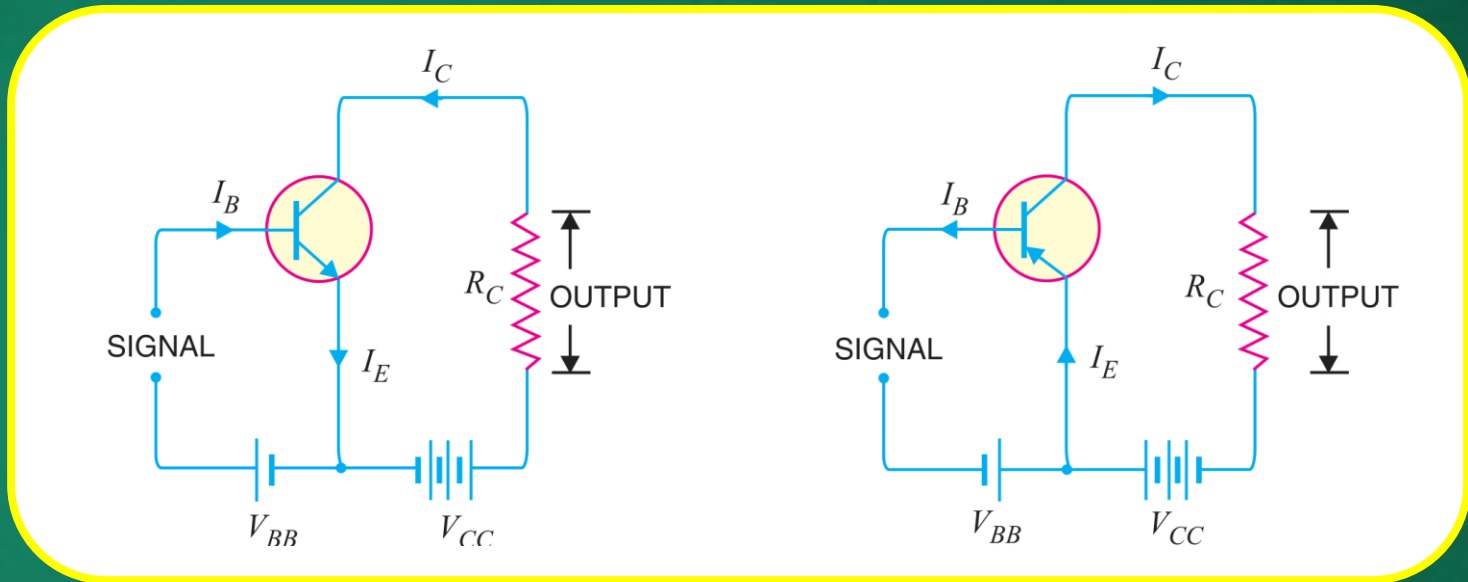 I_C
I_B
R_C
OUTPUT
SIGNAL
I_E
V_BB
V_CC
I_C
I_B
R_C
OUTPUT
SIGNAL
I_E
V_BB
V_CC